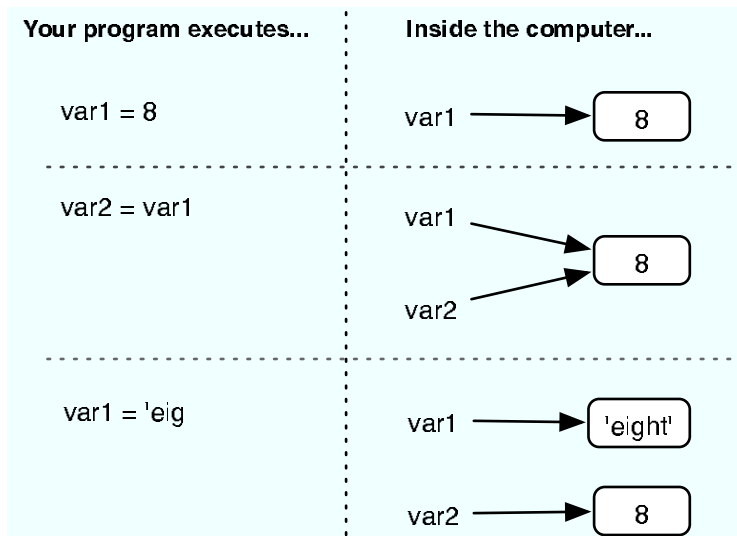 Your program executes...
Inside the computer...
var1 = 8
var1
8
var2 = var1
var1
8
var2
var1 = 'eig
var1
'eight'
var2
8